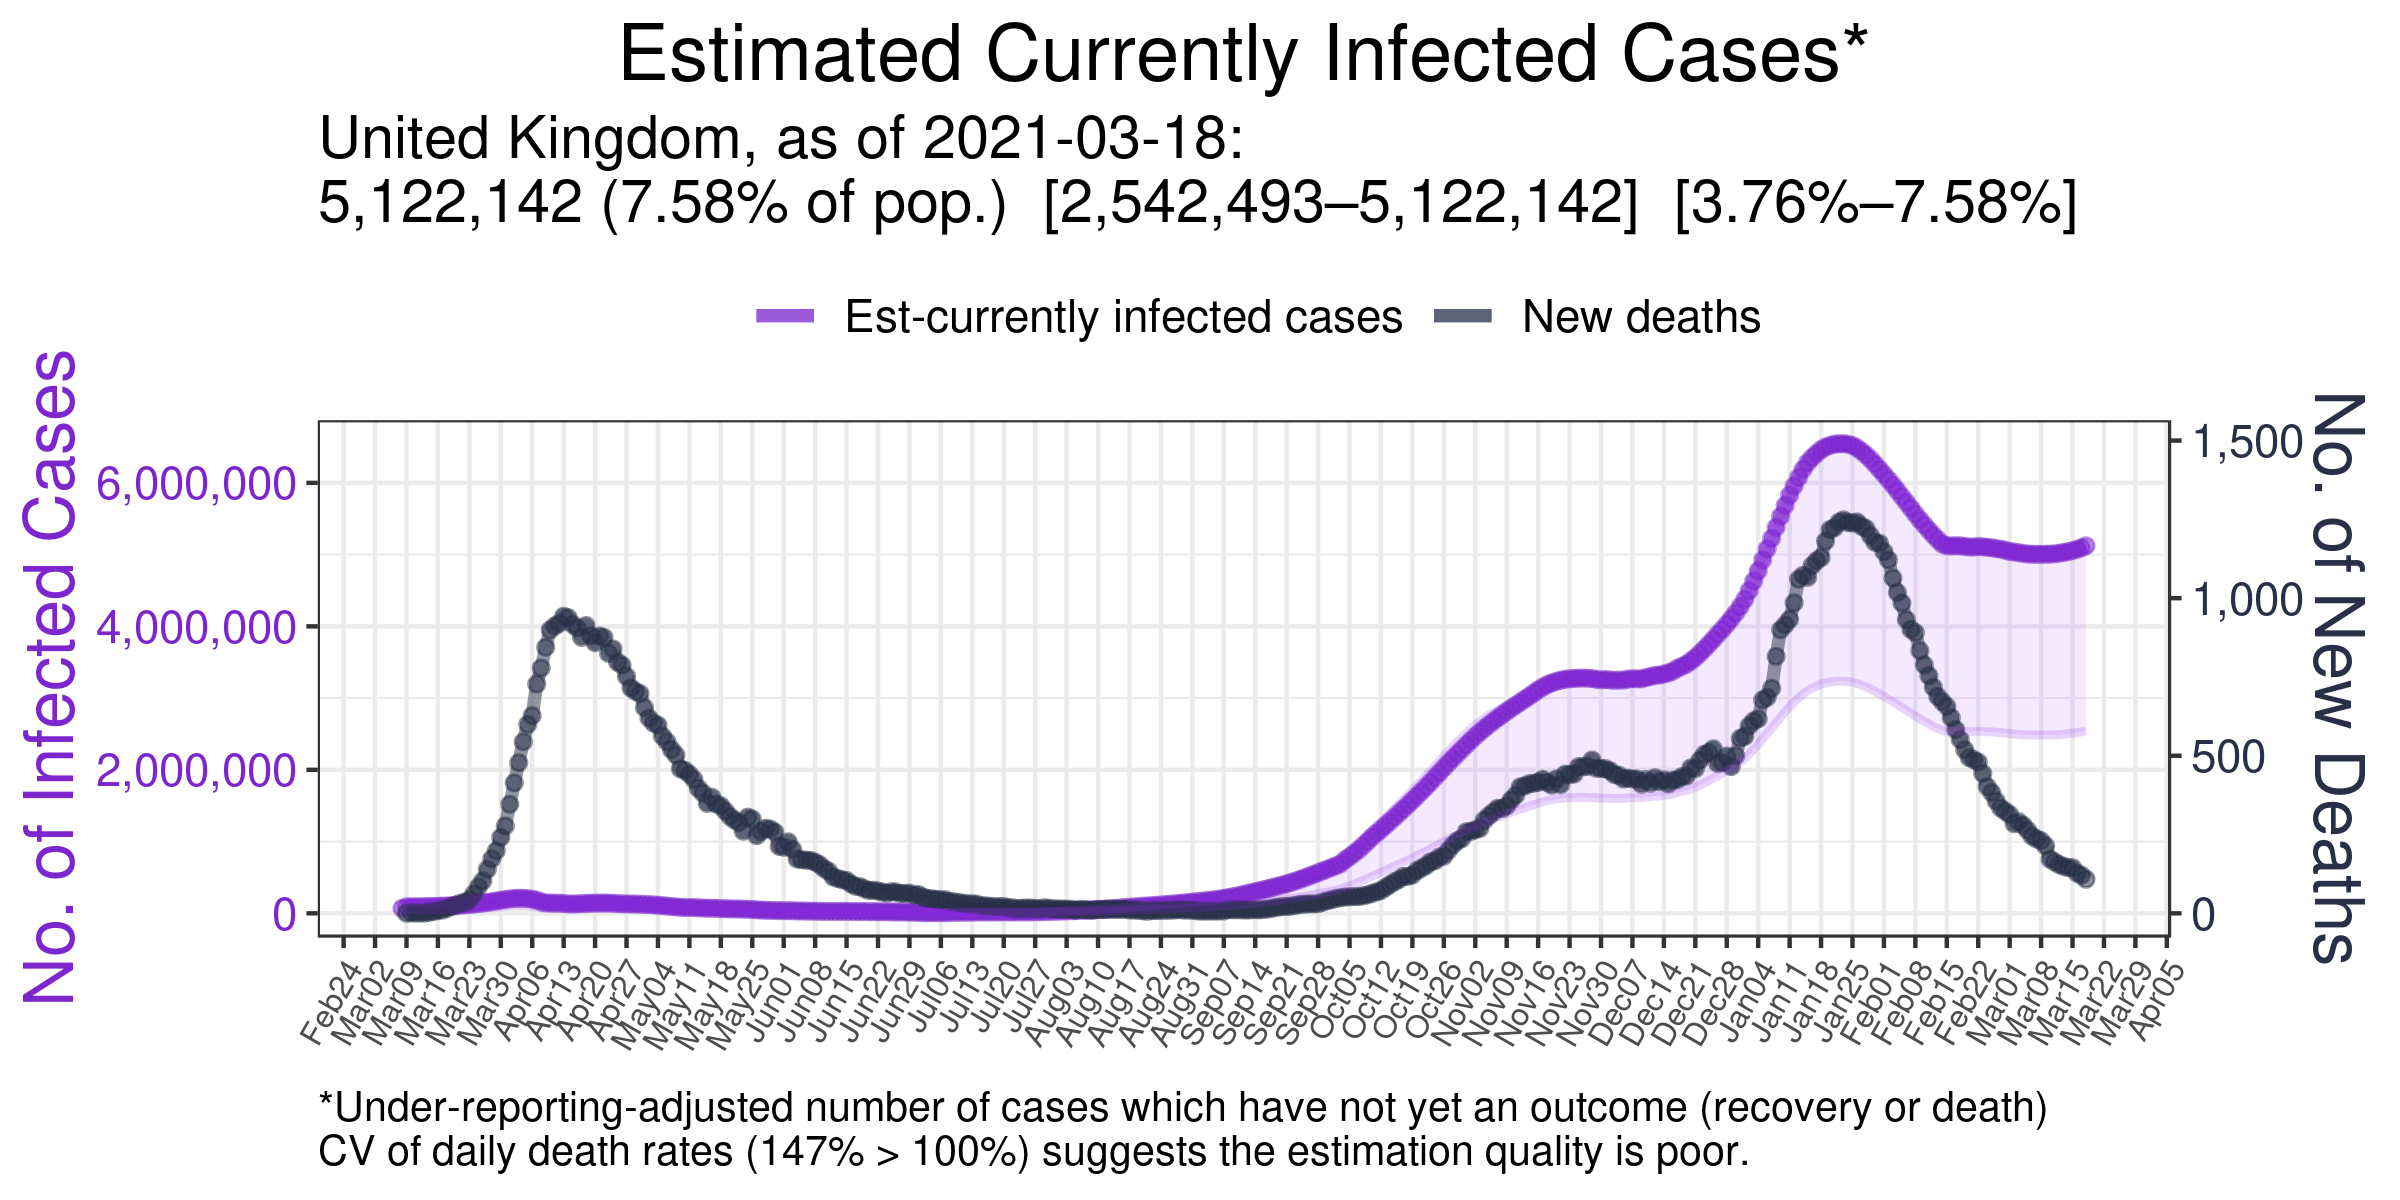 Estimated Currently Infected Cases*
United Kingdom, as of 2021-03-18:
5,122,142 (7.58% of pop.) [2,542,493–5,122,142] [3.76%–7.58%]
Est-currently infected cases New deaths
No. of Infected Cases
6,000,000
4,000,000
2,000,000
0
1,500
1,000
500
0
No. of New Deaths
Feb24 Mar02 Mar09 Mar16 Mar23 Mar30 Apr06 Apr13 Apr20 Apr27 May04 May11 May18 May25 Jun01 Jun08 Jun15 Jun22 Jun29 Jul06 Jul13 Jul20 Jul27 Aug03 Aug10 Aug17 Aug24 Aug31 Sep07 Sep14 Sep21 Sep28 Oct05 Oct12 Oct19 Oct26 Nov02 Nov09 Nov16 Nov23 Nov30 Dec07 Dec14 Dec21 Dec28 Jan04 Jan11 Jan18 Jan25 Feb01 Feb08 Feb15 Feb22 Mar01 Mar08 Mar15 Mar22 Mar29 Apr05
*Under-reporting-adjusted number of cases which have not yet an outcome (recovery or death)
CV of daily death rates (147% > 100%) suggests the estimation quality is poor.